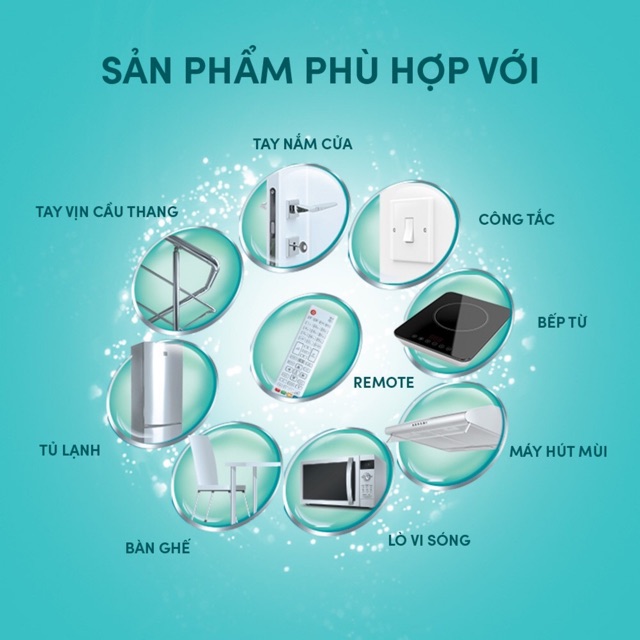 SẢN PHẨM PHÙ HỢP VỚI
TAY NẮM CỬA
TAY VỊN CẦU THANG
CÔNG TẮC
BẾP TỪ
REMOTE
TỦ LẠNH
MÁY HÚT MÙI
BÀN GHẾ
LÒ VI SÓNG